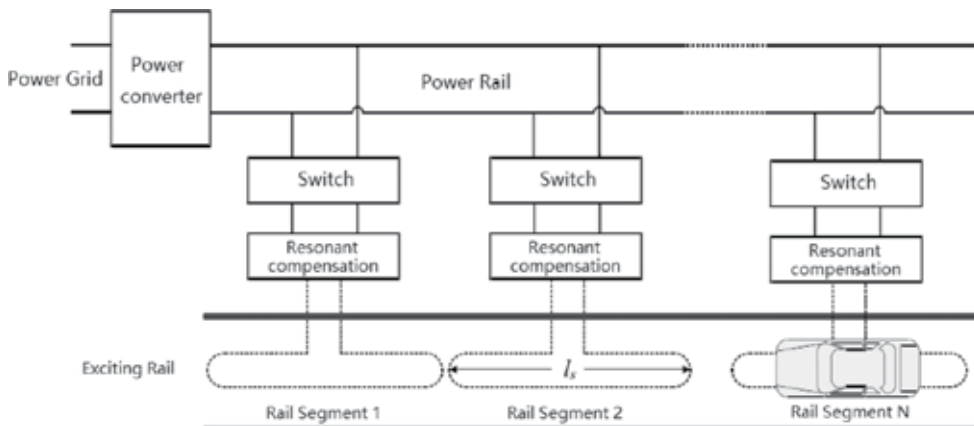 Power Grid
Power
converter
Power Rail
Switch
Switch
Switch
Resonant
compensation
Resonant
compensation
Resonant
compensation
Exciting Rail
l_s
Rail Segment 1
Rail Segment 2
Rail Segment N